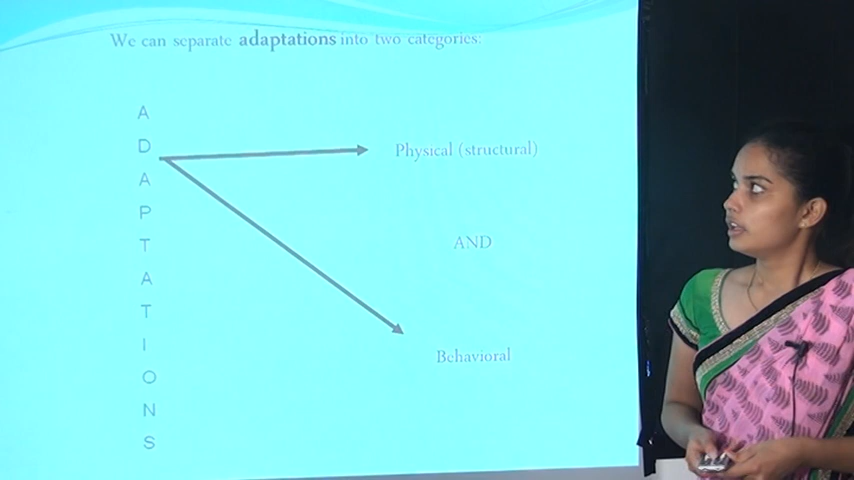 We can separate adaptations into two categories:
A
D
A
P
T
A
T
I
O
N
S
Physical (structural)
AND
Behavioral